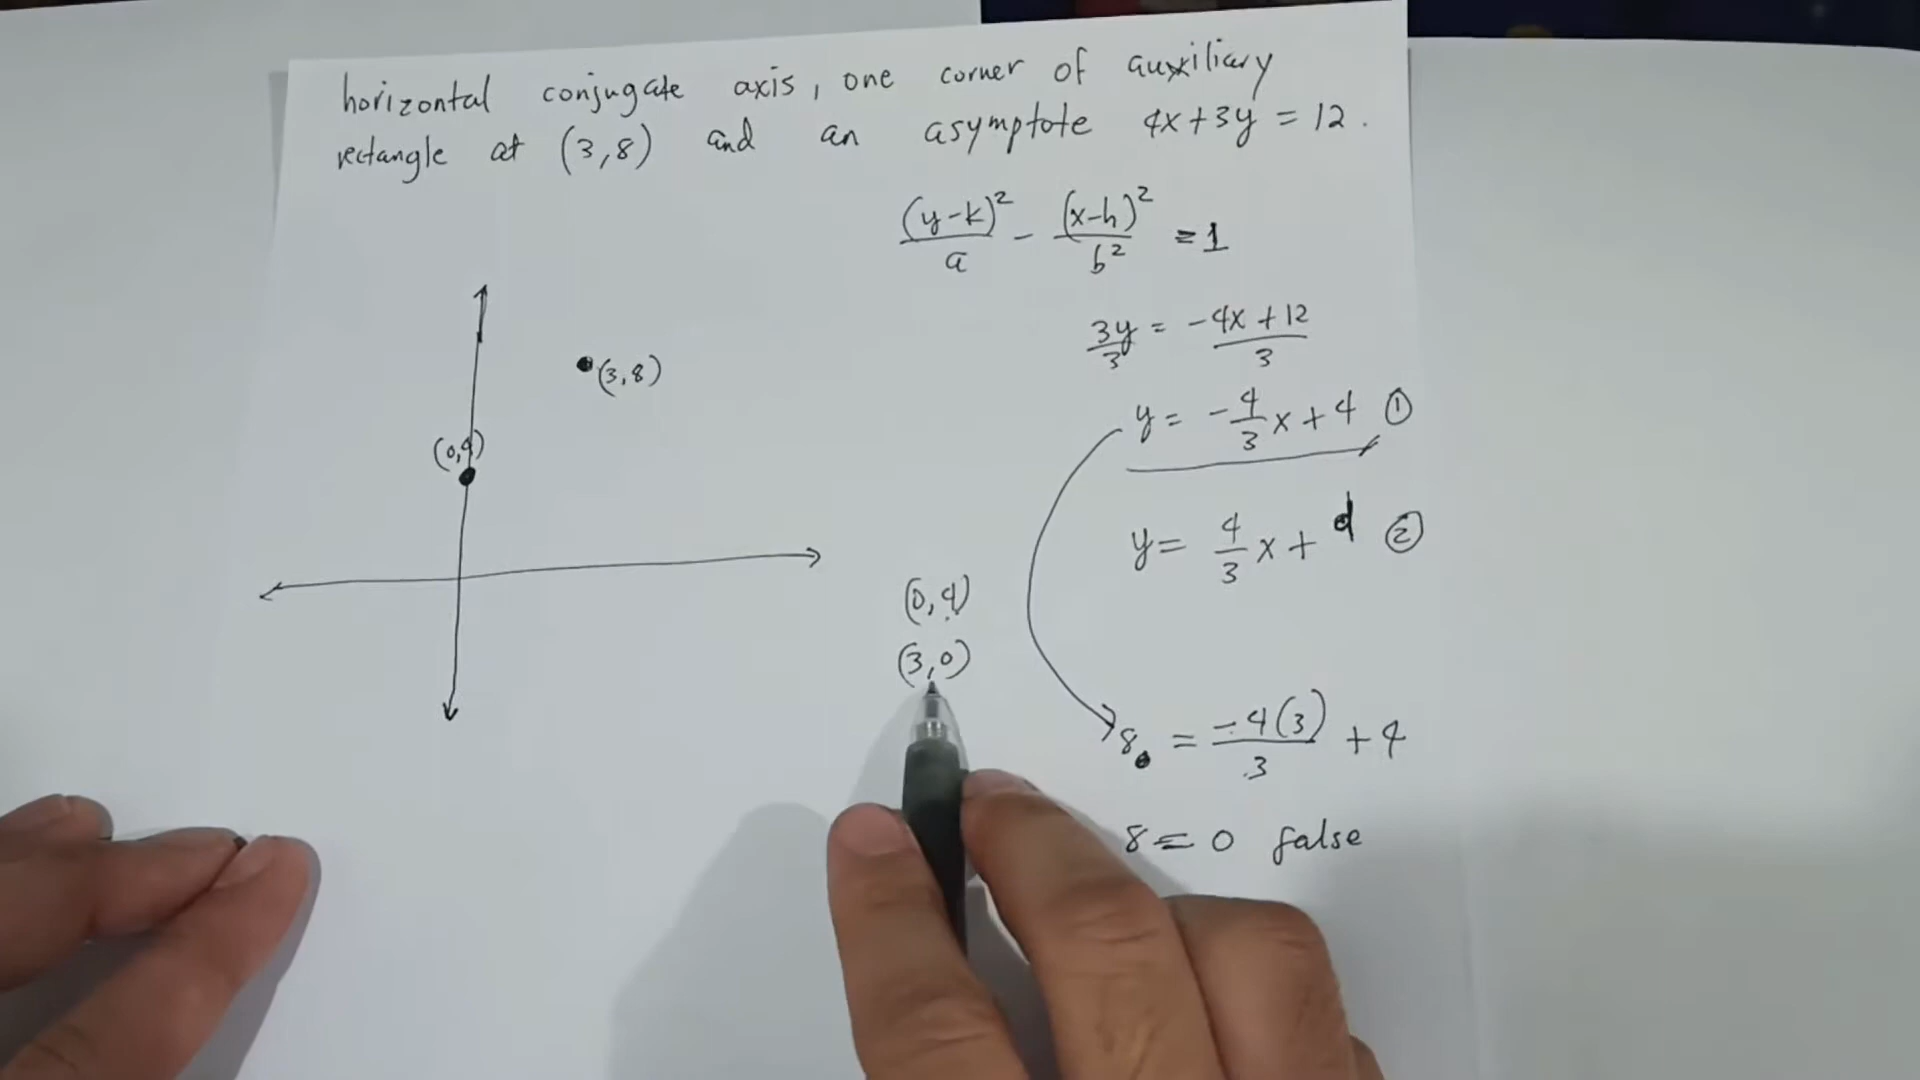 horizontal conjugate axis, one corner of auxiliary
rectangle at (3,8) and an asymptote 4x+3y = 12.
(y-k)²/a - (x-h)²/b² = 1
3y/3 = -4x+12/3
(3,8)
y = -4/3 x + 4 ①
(0,4)
y = 4/3 x + d ②
(0,4)
(3,0)
8 = -4(3)/3 + 4
8 = 0 false